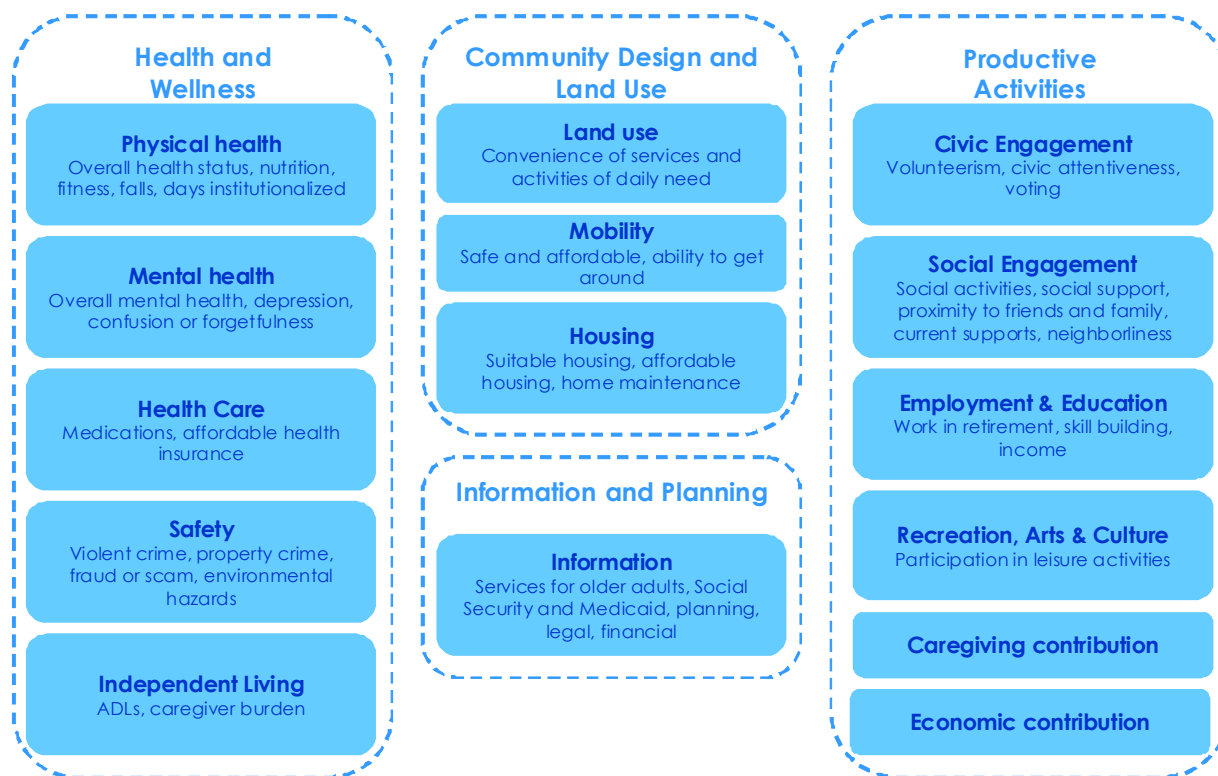 Health and
Wellness
Physical health
Overall health status, nutrition,
fitness, falls, days institutionalized
Mental health
Overall mental health, depression,
confusion or forgetfulness
Health Care
Medications, affordable health
insurance
Safety
Violent crime, property crime,
fraud or scam, environmental
hazards
Independent Living
ADLs, caregiver burden
Community Design and
Land Use
Land use
Convenience of services and
activities of daily need
Mobility
Safe and affordable, ability to get
around
Housing
Suitable housing, affordable
housing, home maintenance
Information and Planning
Information
Services for older adults, Social
Security and Medicaid, planning,
legal, financial
Productive
Activities
Civic Engagement
Volunteerism, civic attentiveness,
voting
Social Engagement
Social activities, social support,
proximity to friends and family,
current supports, neighborliness
Employment & Education
Work in retirement, skill building,
income
Recreation, Arts & Culture
Participation in leisure activities
Caregiving contribution
Economic contribution